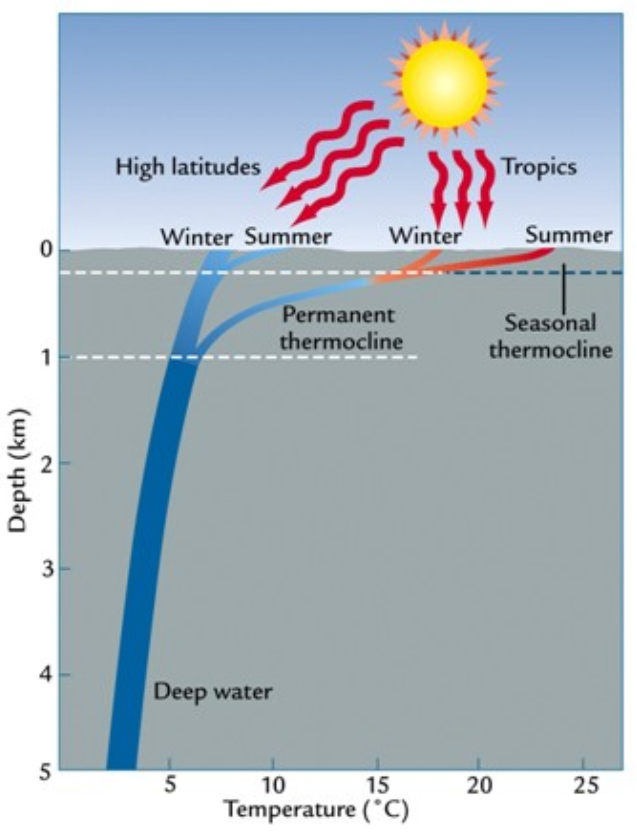 High latitudes
Tropics
Winter Summer
Winter
Summer
0
Permanent
thermocline
Seasonal
thermocline
1
2
3
4
5
Depth (km)
Deep water
5 10 15 20 25
Temperature (˚C)